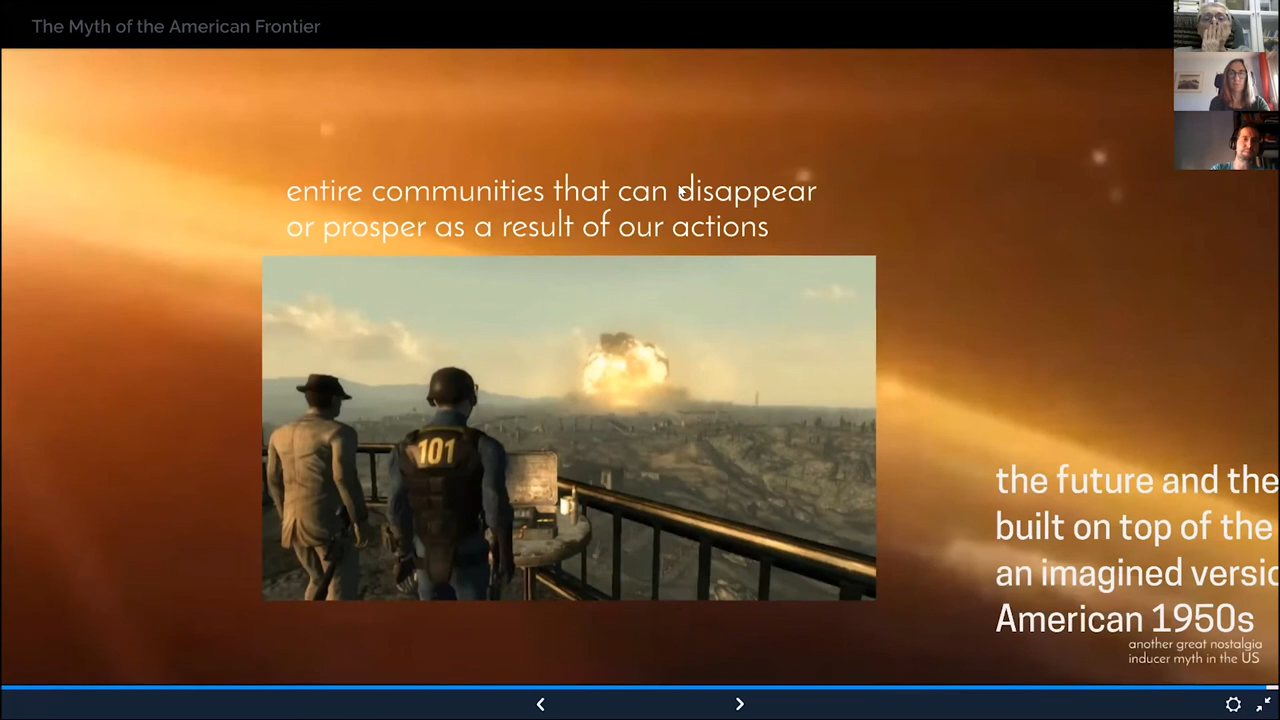 The Myth of the American Frontier
entire communities that can disappear
or prosper as a result of our actions
101
the future and the
built on top of the
an imagined versio
American 1950s
another great nostalgia
inducer myth in the US